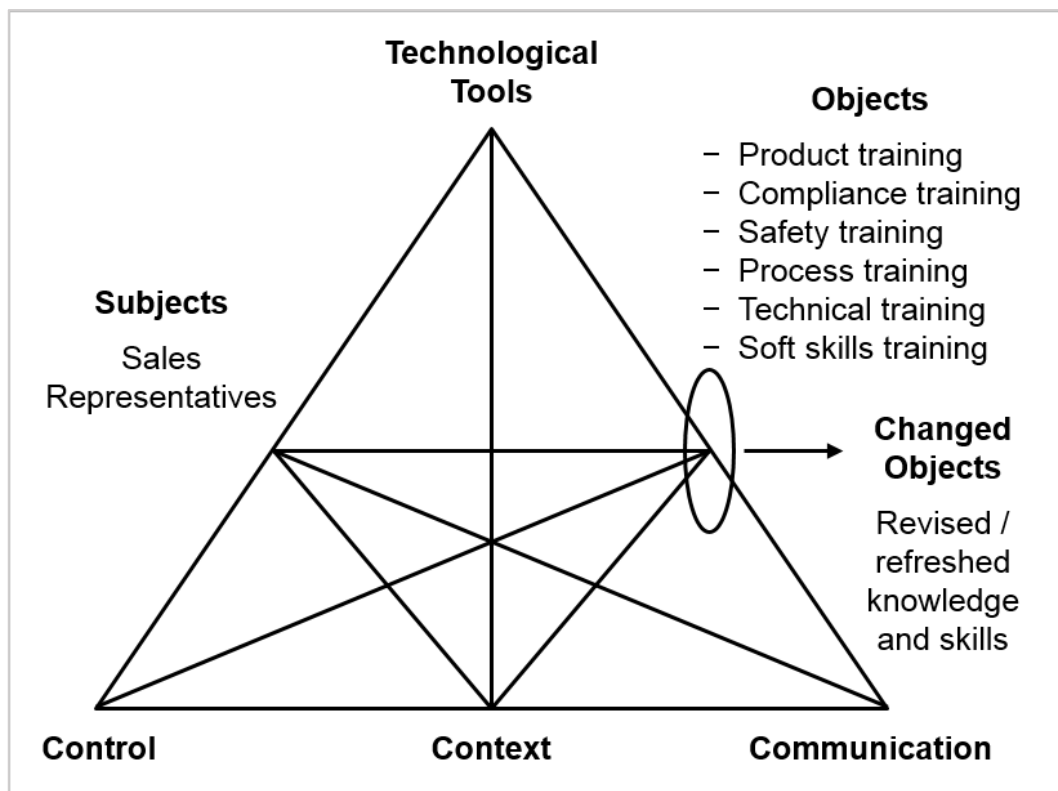 Technological
Tools
Objects
– Product training
– Compliance training
– Safety training
– Process training
– Technical training
– Soft skills training
Subjects
Sales
Representatives
Changed
Objects
Revised /
refreshed
knowledge
and skills
Control
Context
Communication